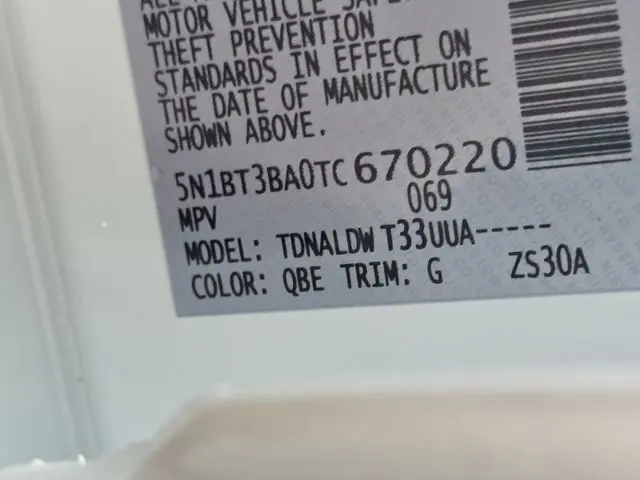 MOTOR VEHICLE
THEFT PREVENTION
STANDARDS IN EFFECT ON
THE DATE OF MANUFACTURE
SHOWN ABOVE.
5N1BT3BA0TC670220
MPV 069
MODEL: TDNALDW T33UUA-----
COLOR: QBE TRIM: G ZS30A